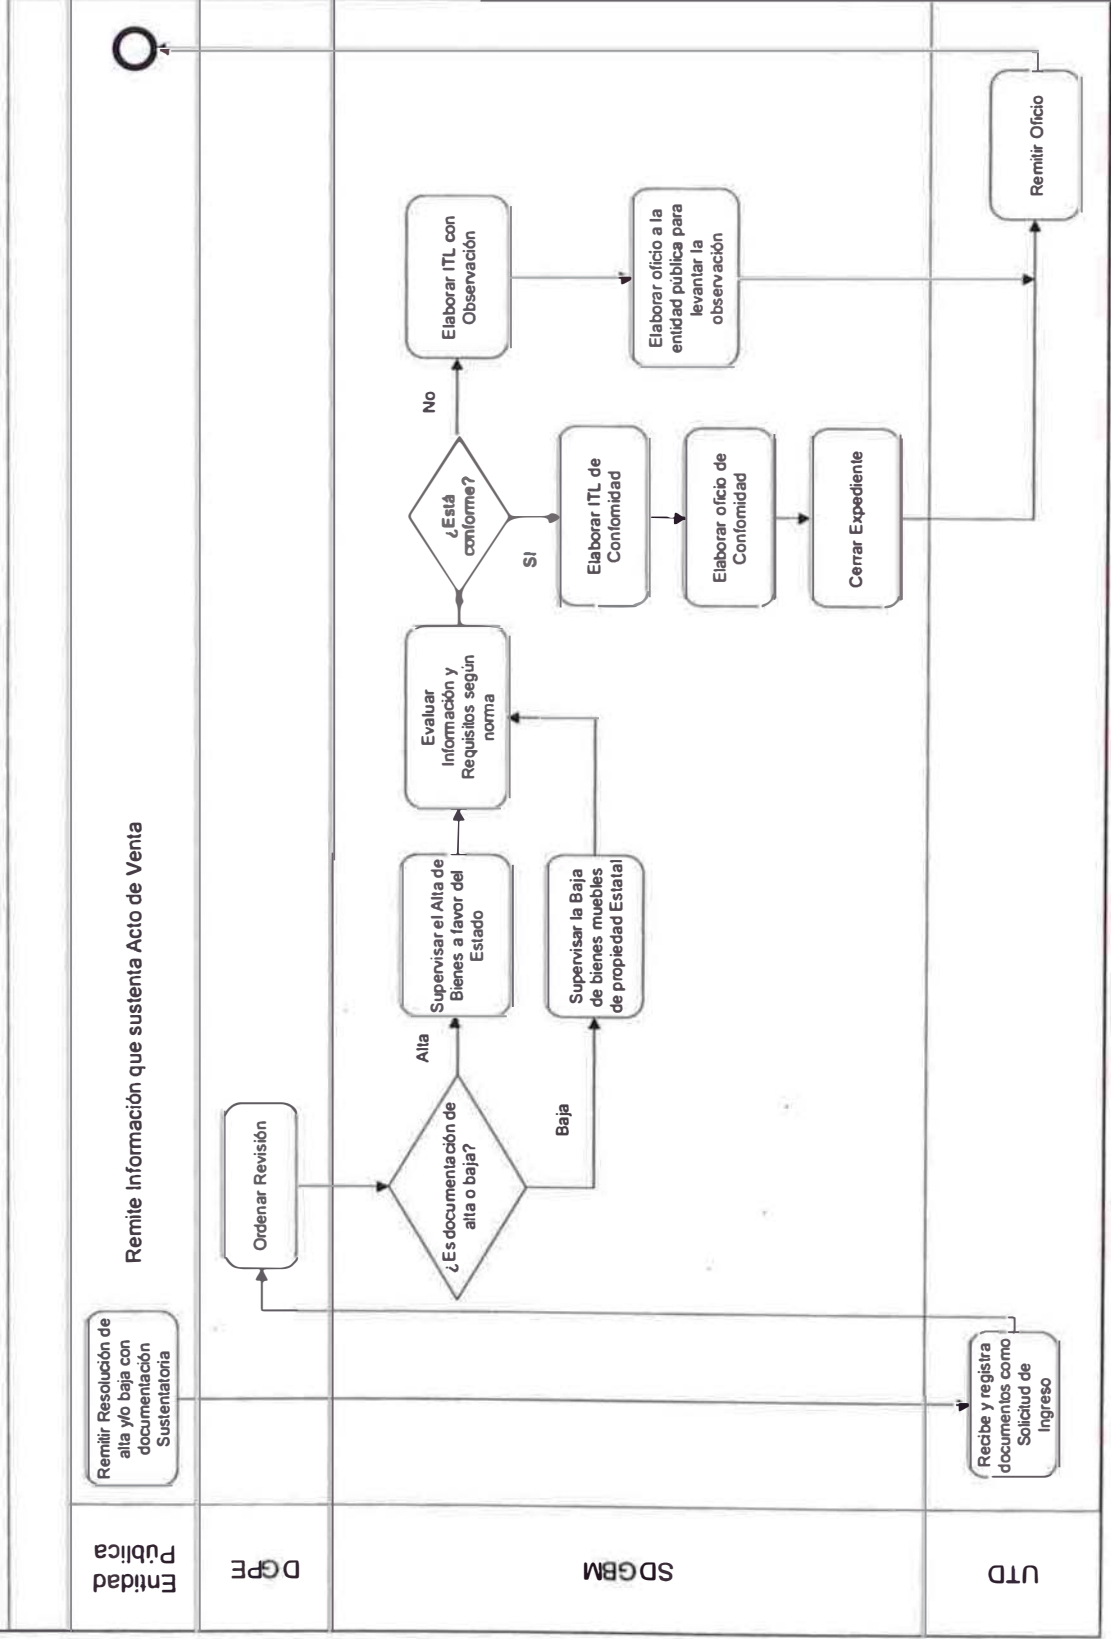 Entidad
Pública
DGPE
SDGBM
UTD
Remitir Resolución de
alta y/o baja con
documentación
Sustentatoria
Remite Información que sustenta Acto de Venta
Recibe y registra
documentos como
Solicitud de
Ingreso
Ordenar Revisión
¿Es documentación de
alta o baja?
Alta
Baja
Supervisar el Alta de
Bienes a favor del
Estado
Supervisar la Baja
de bienes muebles
de propiedad Estatal
Evaluar
Información y
Requisitos según
norma
¿Está
conforme?
No
SI
Elaborar ITL con
Observación
Elaborar oficio a la
entidad pública para
levantar la
observación
Elaborar ITL de
Confomidad
Elaborar oficio de
Conformidad
Cerrar Expediente
Remitir Oficio